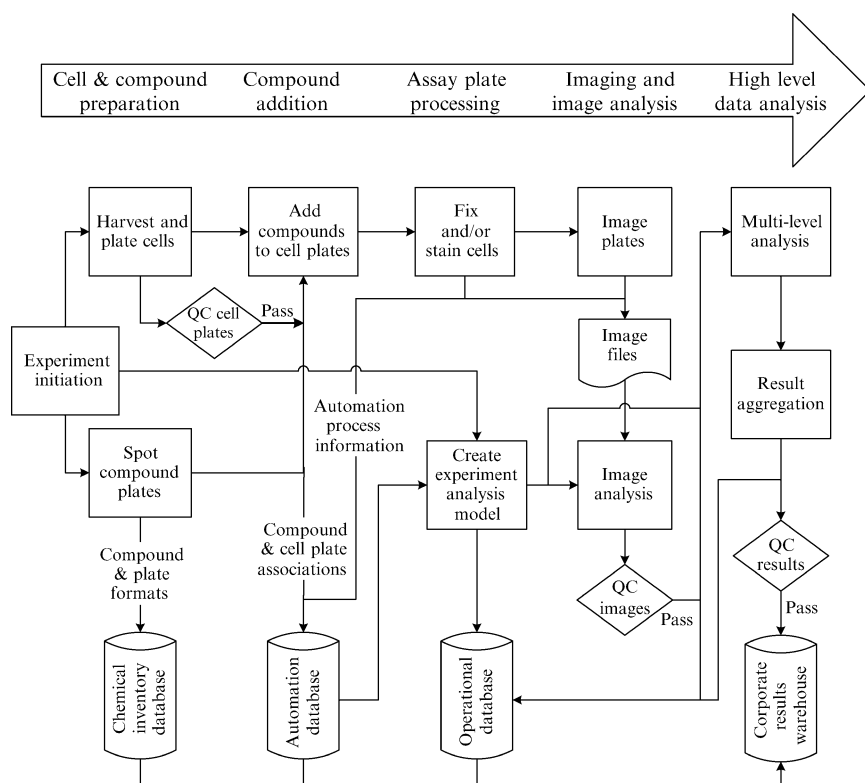 Cell & compound
preparation
Compound
addition
Assay plate
processing
Imaging and
image analysis
High level
data analysis
Harvest and
plate cells
Add
compounds
to cell plates
Fix
and/or
stain cells
Image
plates
Multi-level
analysis
QC cell
plates
Pass
Image
files
Experiment
initiation
Result
aggregation
Automation
process
information
Spot
compound
plates
Create
experiment
analysis
model
Image
analysis
Compound
& cell plate
associations
Compound
& plate
formats
QC
results
QC
images
Pass
Pass
Chemical
inventory
database
Automation
database
Operational
database
Corporate
results
warehouse